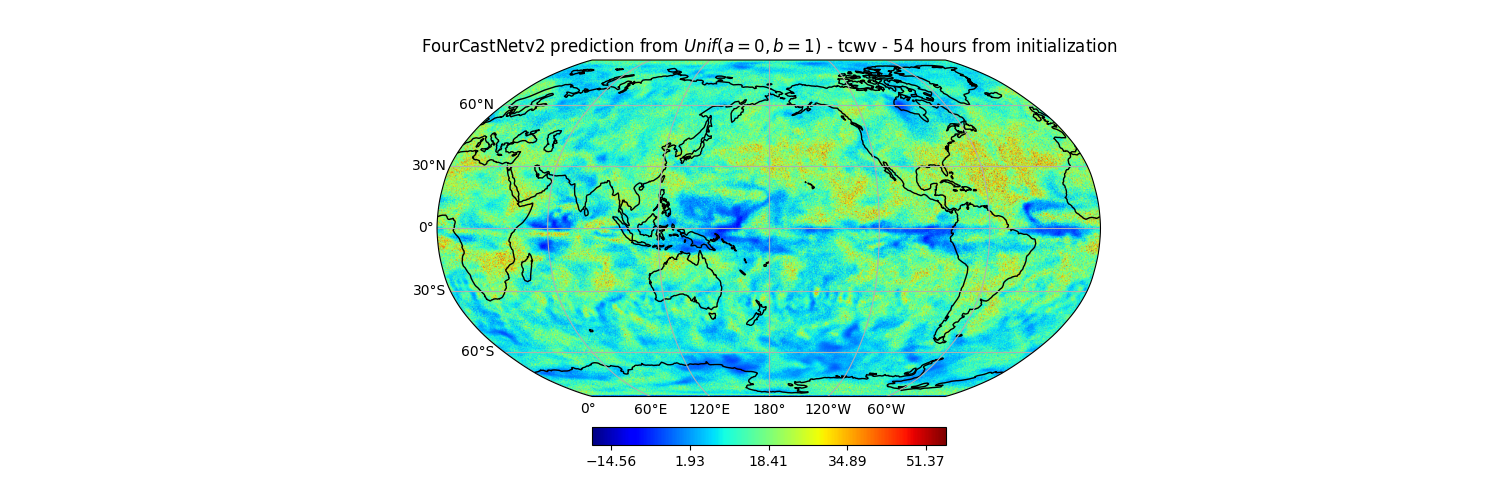 FourCastNetv2 prediction from Unif(a = 0, b = 1) - tcwv - 54 hours from initialization
60°N
30°N
0°
30°S
60°S
0° 60°E 120°E 180° 120°W 60°W
−14.56 1.93 18.41 34.89 51.37